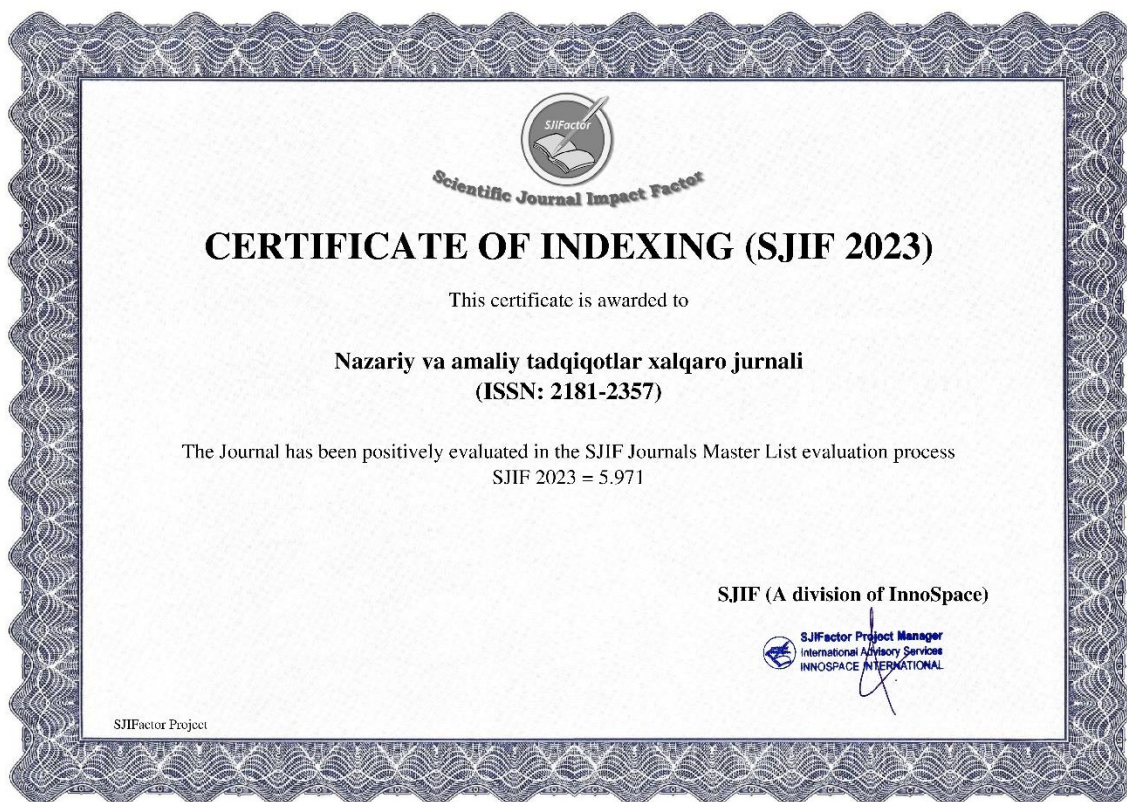 SJIFactor
Scientific Journal Impact Factor
CERTIFICATE OF INDEXING (SJIF 2023)
This certificate is awarded to
Nazariy va amaliy tadqiqotlar xalqaro jurnali
(ISSN: 2181-2357)
The Journal has been positively evaluated in the SJIF Journals Master List evaluation process
SJIF 2023 = 5.971
SJIF (A division of InnoSpace)
SJIFactor Project Manager
International Advisory Services
INNOSPACE INTERNATIONAL
SJIFactor Project